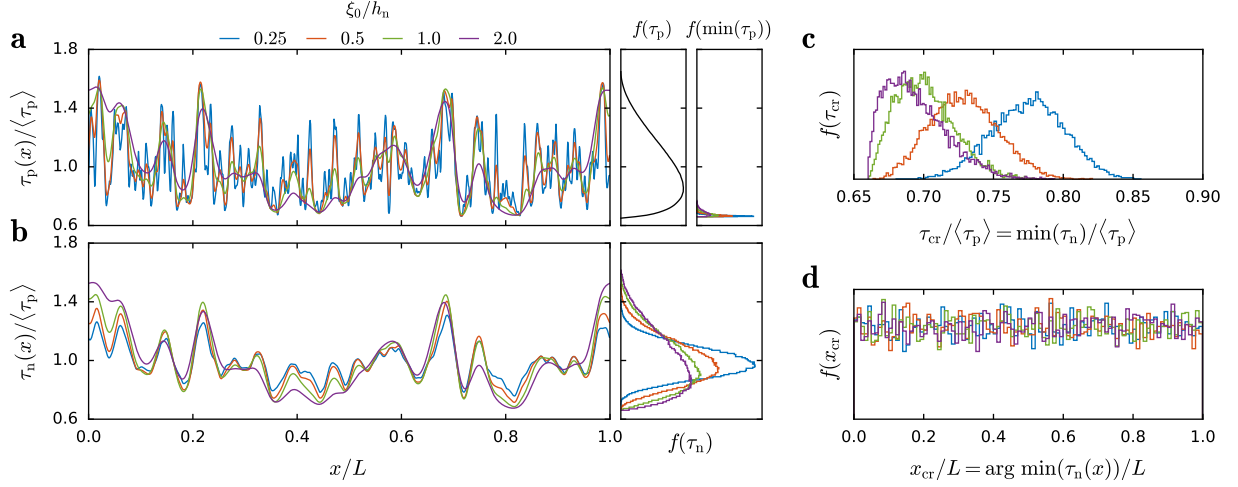 ξ₀/hₙ
0.25 0.5 1.0 2.0
a
τₚ(x)/⟨τₚ⟩
1.8
1.4
1.0
0.6
f(τₚ) f(min(τₚ))
b
τₙ(x)/⟨τₚ⟩
1.8
1.4
1.0
0.6
0.0 0.2 0.4 0.6 0.8 1.0
x/L
f(τₙ)
c
f(τ_cr)
0.65 0.70 0.75 0.80 0.85 0.90
τ_cr/⟨τₚ⟩ = min(τₙ)/⟨τₚ⟩
d
f(x_cr)
0.0 0.2 0.4 0.6 0.8 1.0
x_cr/L = arg min(τₙ(x))/L